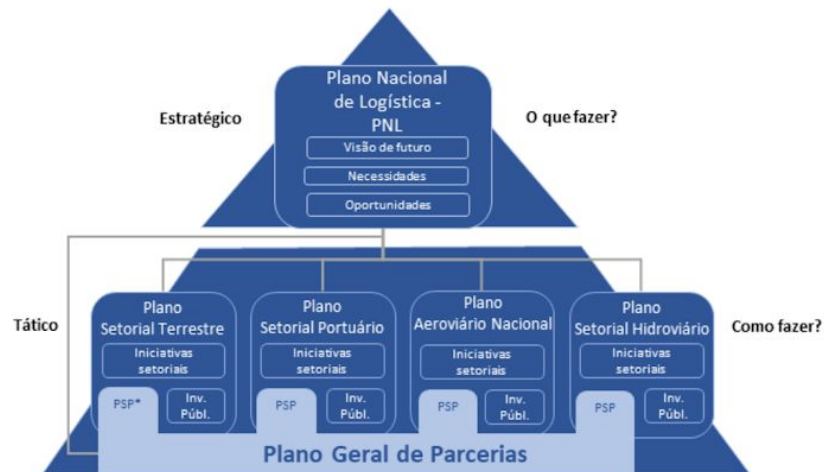 Plano Nacional
de Logística -
PNL
Estratégico
O que fazer?
Visão de futuro
Necessidades
Oportunidades
Tático
Como fazer?
Plano
Setorial Terrestre
Iniciativas
setoriais
PSP*
Inv.
Públ.
Plano
Setorial Portuário
Iniciativas
setoriais
PSP
Inv.
Públ.
Plano
Aeroviário Nacional
Iniciativas
setoriais
PSP
Inv.
Públ.
Plano
Setorial Hidroviário
Iniciativas
setoriais
PSP
Inv.
Públ.
Plano Geral de Parcerias